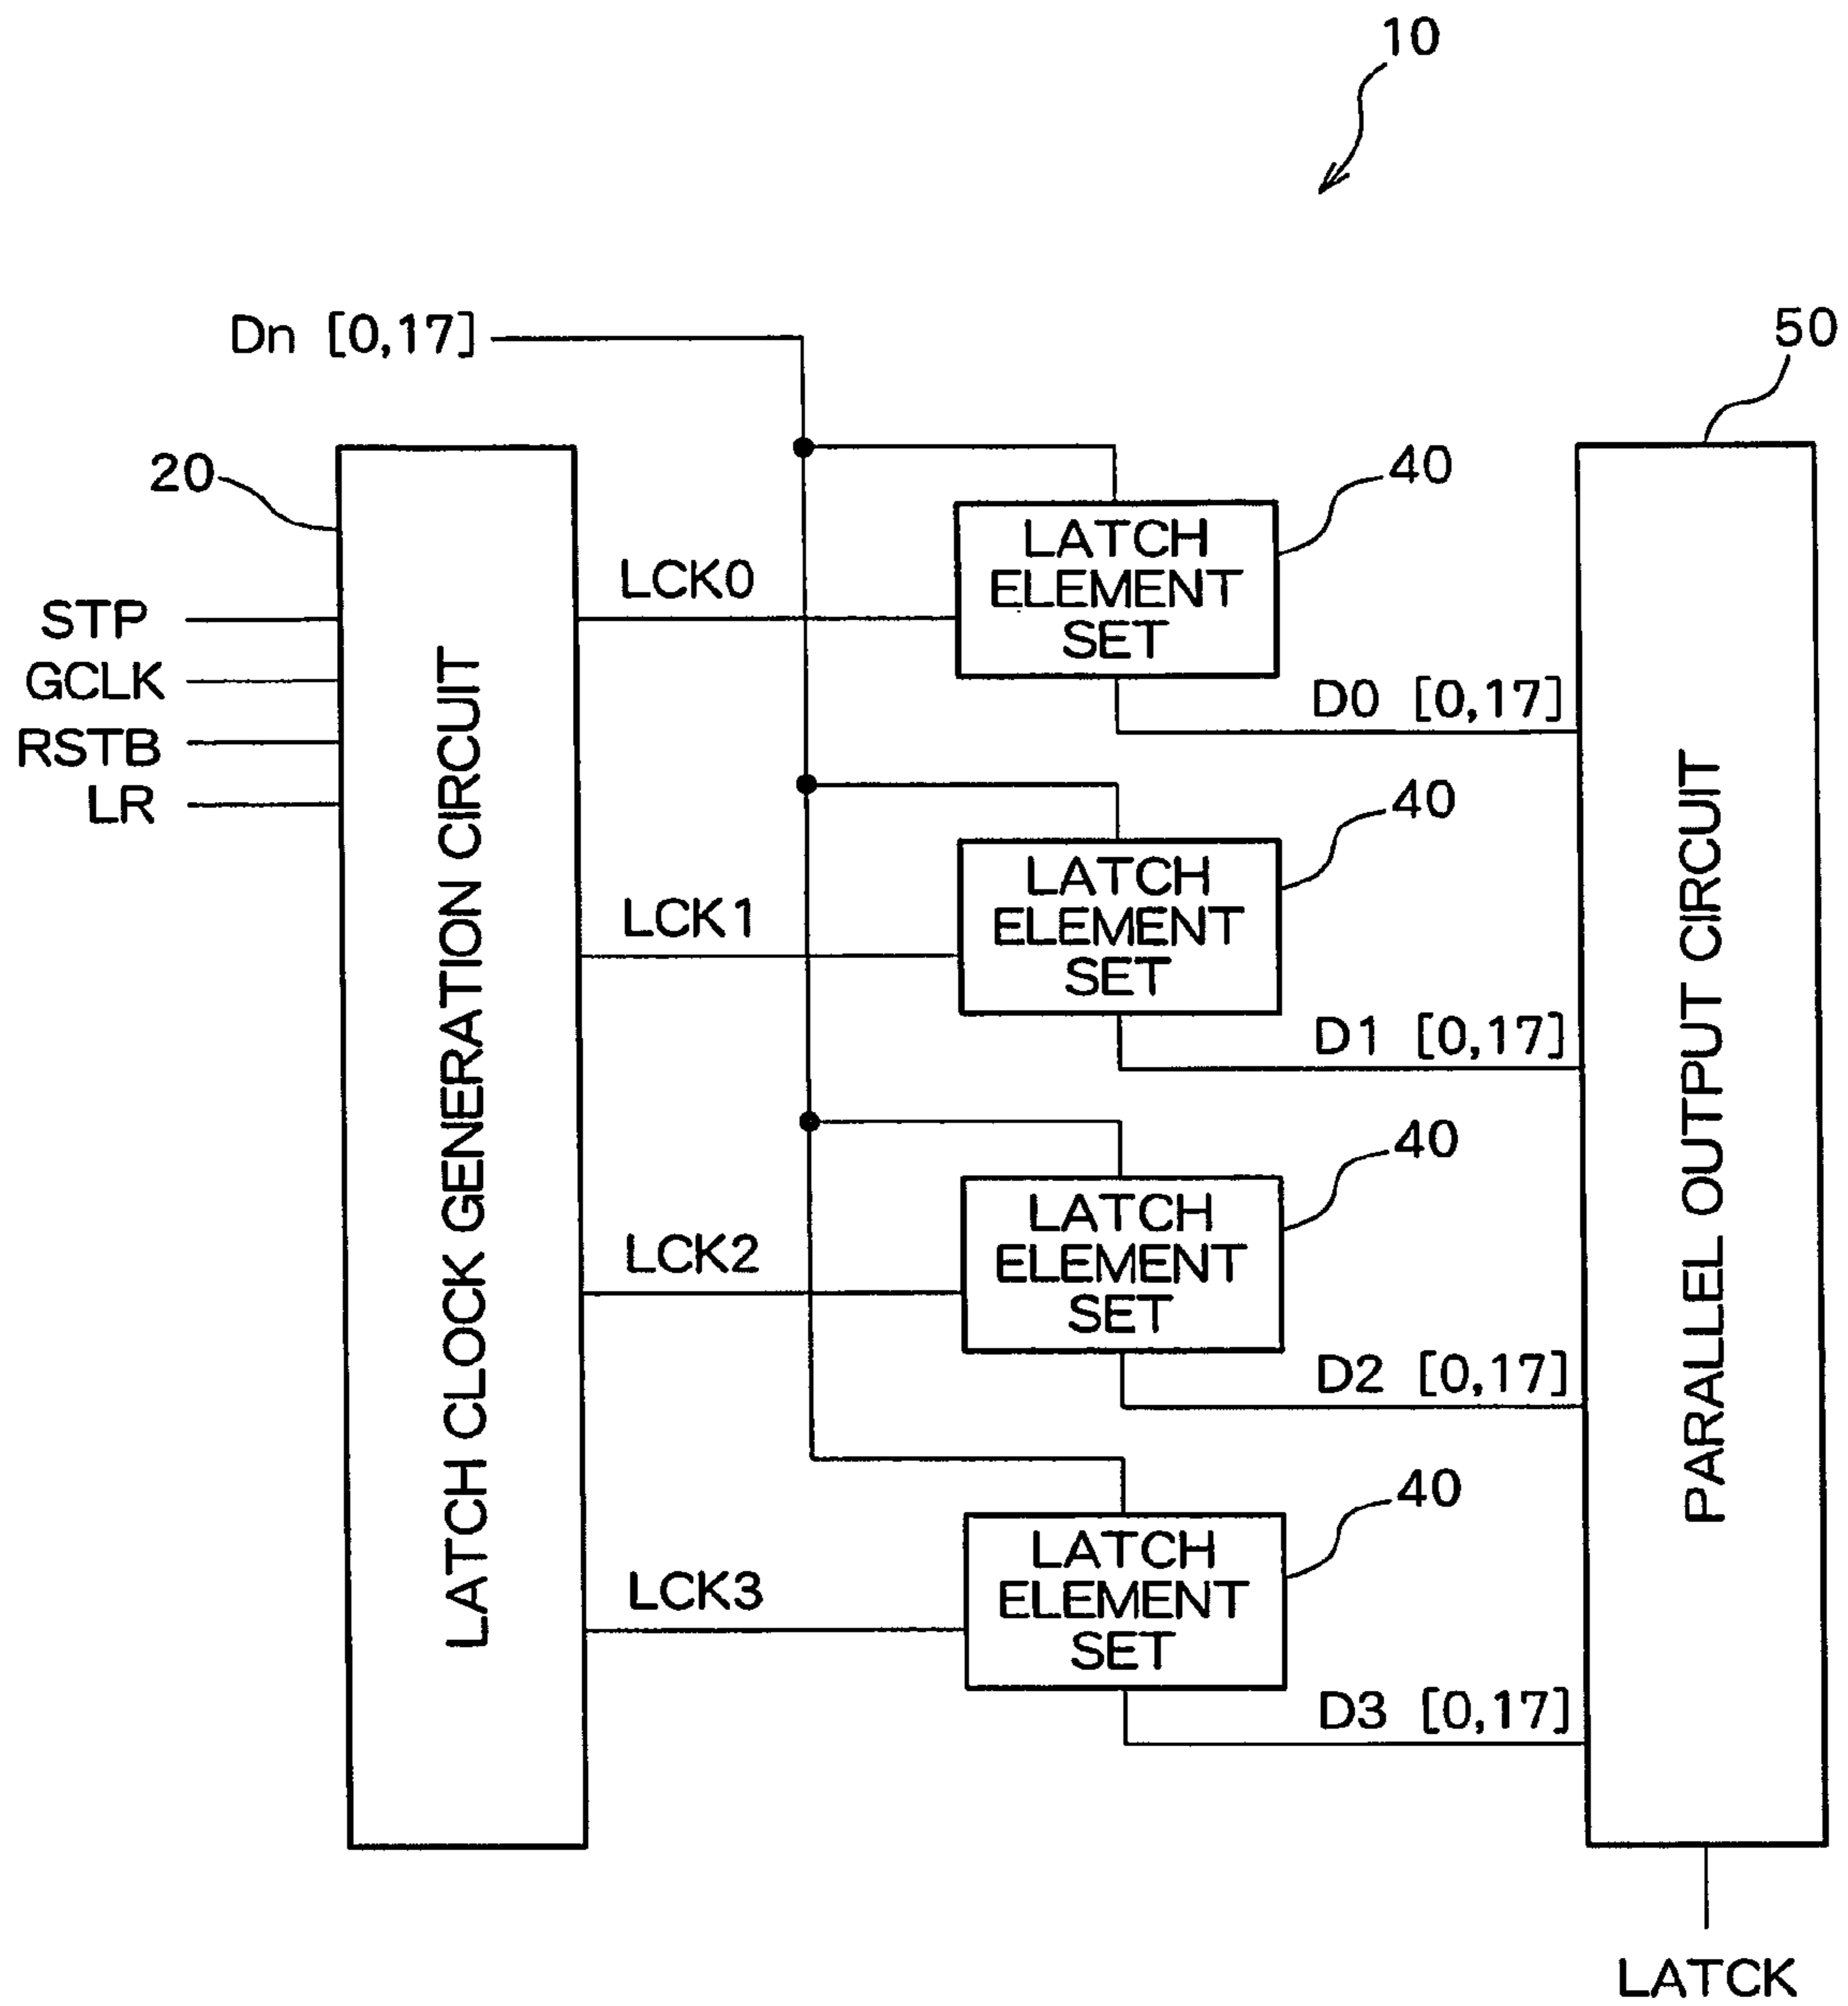 10
Dn [0,17]
50
20
40
LATCH
ELEMENT
SET
LCK0
STP
GCLK
RSTB
LR
D0 [0,17]
LATCH CLOCK GENERATION CIRCUIT
PARALLEL OUTPUT CIRCUIT
40
LATCH
ELEMENT
SET
LCK1
D1 [0,17]
40
LATCH
ELEMENT
SET
LCK2
D2 [0,17]
40
LATCH
ELEMENT
SET
LCK3
D3 [0,17]
LATCK